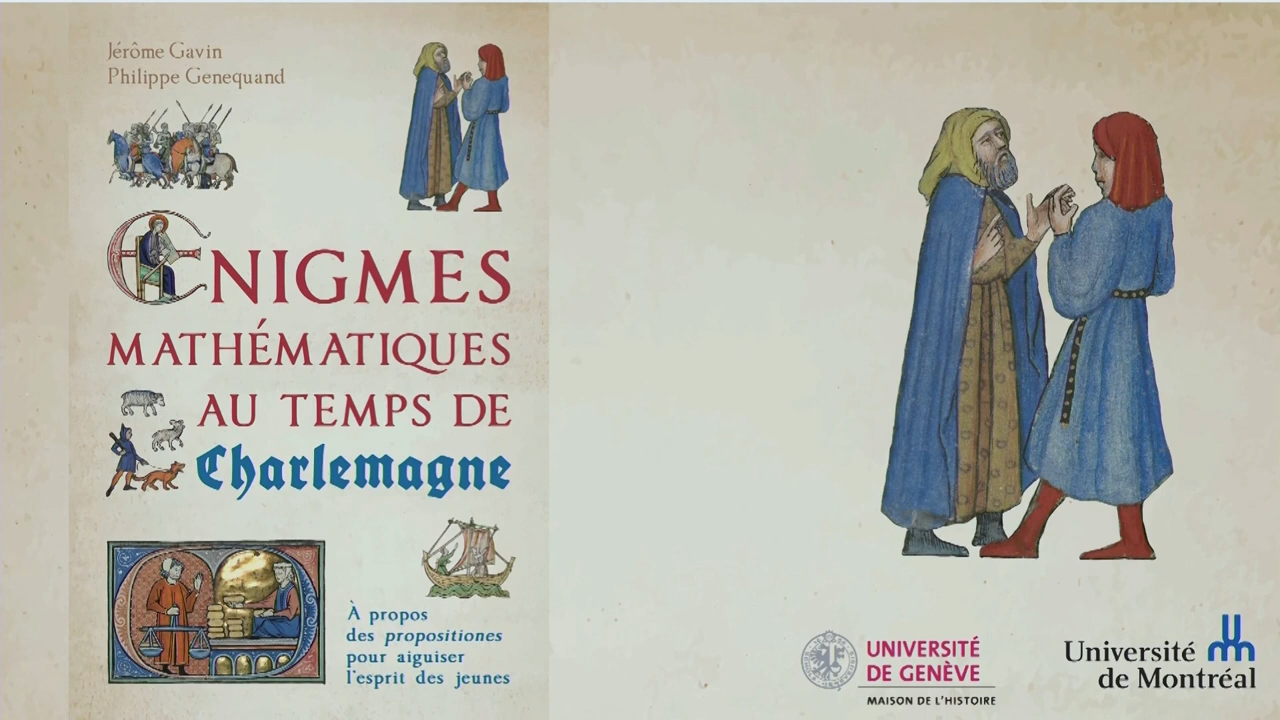 Jérôme Gavin
Philippe Genequand
ENIGMES
MATHÉMATIQUES
AU TEMPS DE
Charlemagne
À propos
des propositiones
pour aiguiser
l'esprit des jeunes
UNIVERSITÉ
DE GENÈVE
MAISON DE L'HISTOIRE
Université
de Montréal